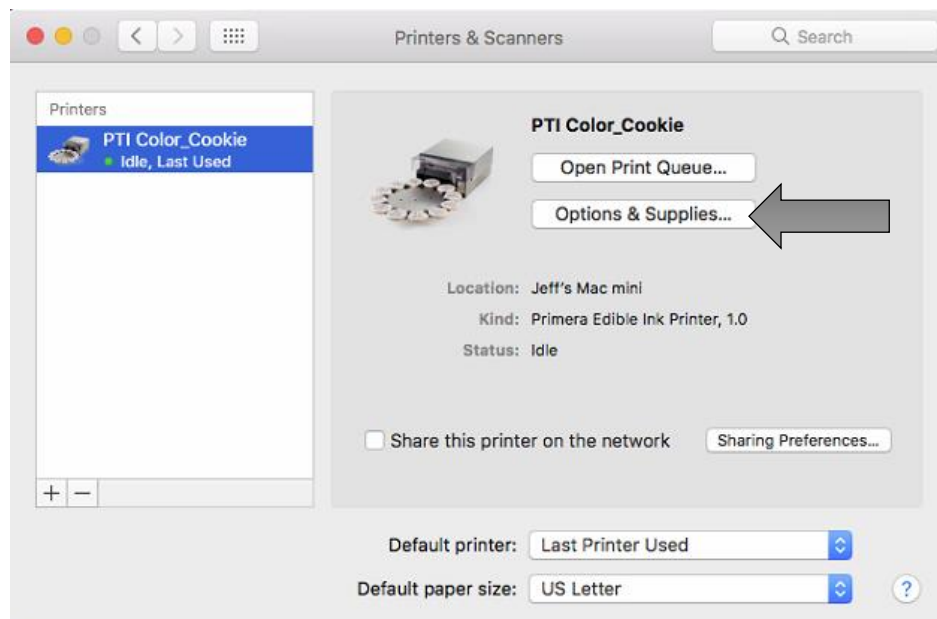 Printers & Scanners
Search
Printers
PTI Color_Cookie
Idle, Last Used
PTI Color_Cookie
Open Print Queue...
Options & Supplies...
Location: Jeff's Mac mini
Kind: Primera Edible Ink Printer, 1.0
Status: Idle
Share this printer on the network
Sharing Preferences...
+ −
Default printer: Last Printer Used
Default paper size: US Letter
?